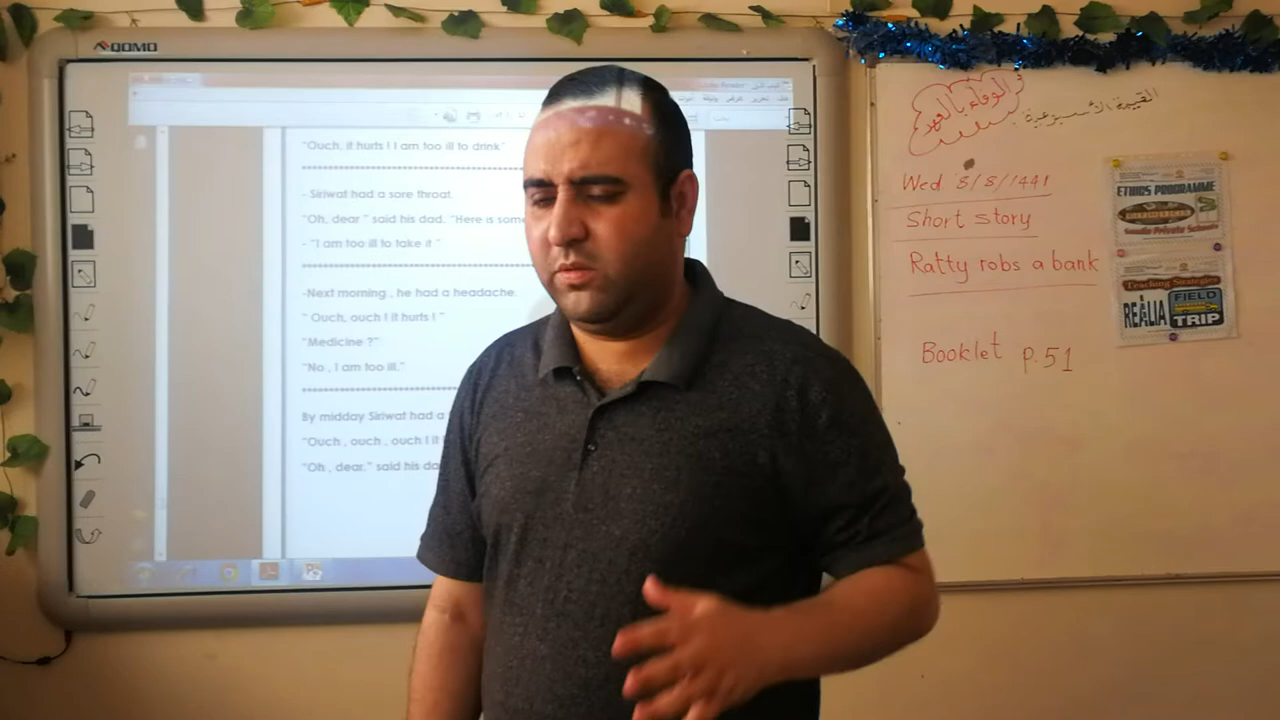 QOMO
"Ouch, it hurts ! I am too ill to drink"
- Siriwat had a sore throat.
"Oh, dear " said his dad. "Here is some
- "I am too ill to take it "
-Next morning , he had a headache.
" Ouch, ouch ! it hurts ! "
"Medicine ?"
"No , I am too ill."
By midday Siriwat had a
"Ouch , ouch , ouch ! it
"Oh , dear." said his da
القيمة الأسبوعية
الوفاء بالعهد
Wed 8/8/1441
Short story
Ratty robs a bank
Booklet p.51
ETHICS PROGRAMME
Teaching Strategies
REALIA
FIELD
TRIP